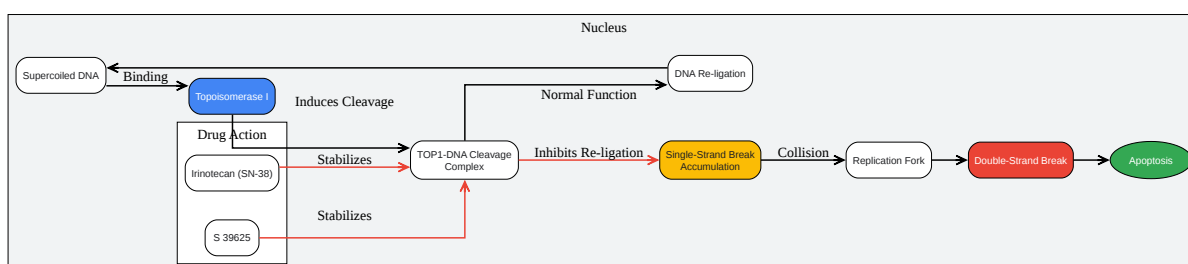 Nucleus
Supercoiled DNA
Binding
DNA Re-ligation
Topoisomerase I
Induces Cleavage
Normal Function
Drug Action
Irinotecan (SN-38)
Stabilizes
TOP1-DNA Cleavage
Complex
Inhibits Re-ligation
Single-Strand Break
Accumulation
Collision
Replication Fork
Double-Strand Break
Apoptosis
Stabilizes
S 39625